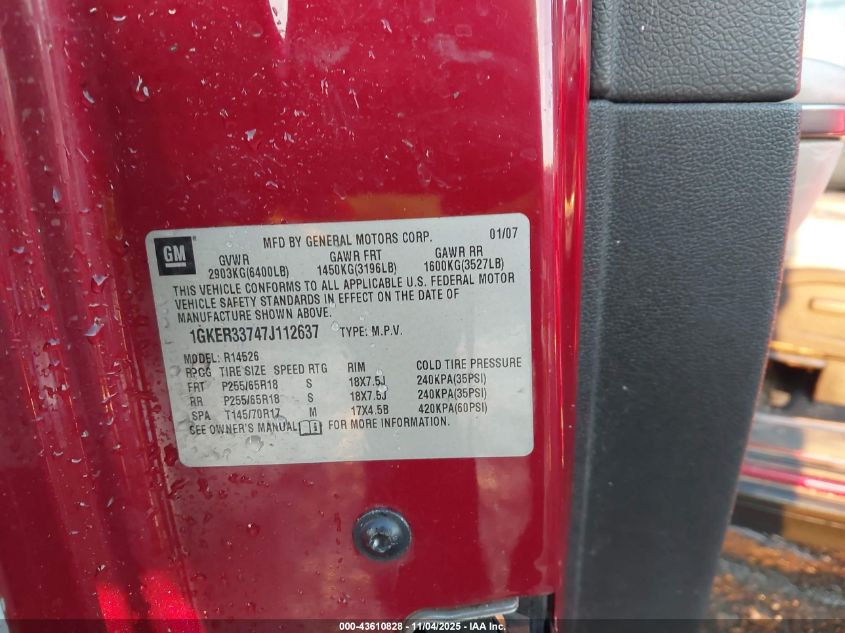 GM
MFD BY GENERAL MOTORS CORP. 01/07
GVWR GAWR FRT GAWR RR
2903KG(6400LB) 1450KG(3196LB) 1600KG(3527LB)
THIS VEHICLE CONFORMS TO ALL APPLICABLE U.S. FEDERAL MOTOR
VEHICLE SAFETY STANDARDS IN EFFECT ON THE DATE OF
MANUFACTURE SHOWN ABOVE.
1GKER33747J112637 TYPE: M.P.V.
MODEL: R14526
TIRE SIZE SPEED RTG RIM COLD TIRE PRESSURE
FRT P255/65R18 S 18X7.5J 240KPA(35PSI)
RR P255/65R18 S 18X7.5J 240KPA(35PSI)
SPA T145/70R17 M 17X4.5B 420KPA(60PSI)
SEE OWNER'S MANUAL FOR MORE INFORMATION.
000-43610828 - 11/04/2025 - IAA Inc.